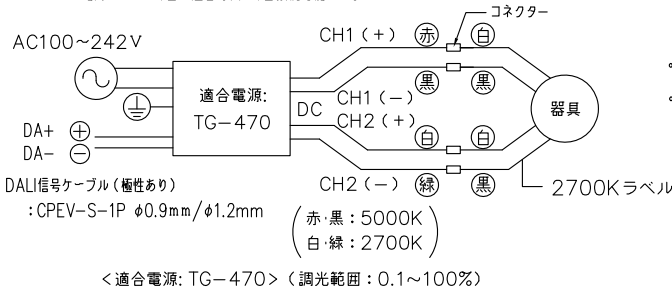 コネクター
AC100~242V
CH1(+) 赤 白
適合電源:
TG-470
DC
CH1(-) 黒 黒
CH2(+) 白 白
器具
DA+ ⊕
DA- ⊖
CH2(-) 緑 黒
2700Kラベル
DALI信号ケーブル(極性あり)
:CPEV-S-1P φ0.9mm/φ1.2mm
赤・黒:5000K
白・緑:2700K
<適合電源: TG-470>(調光範囲:0.1~100%)